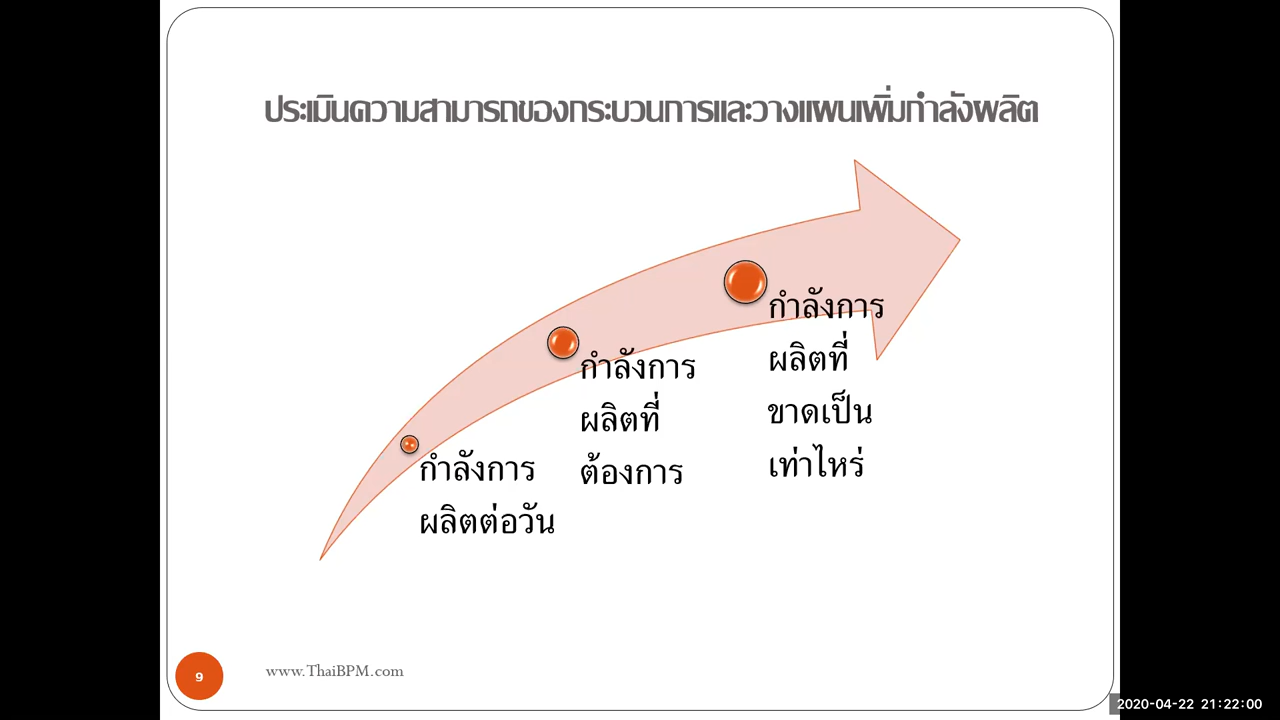 ประเมินความสามารถของกระบวนการและวางแผนเพิ่มกำลังผลิต
กำลังการ
ผลิตต่อวัน
กำลังการ
ผลิตที่
ต้องการ
กำลังการ
ผลิตที่
ขาดเป็น
เท่าไหร่
9
www.ThaiBPM.com
2020-04-22 21:22:00